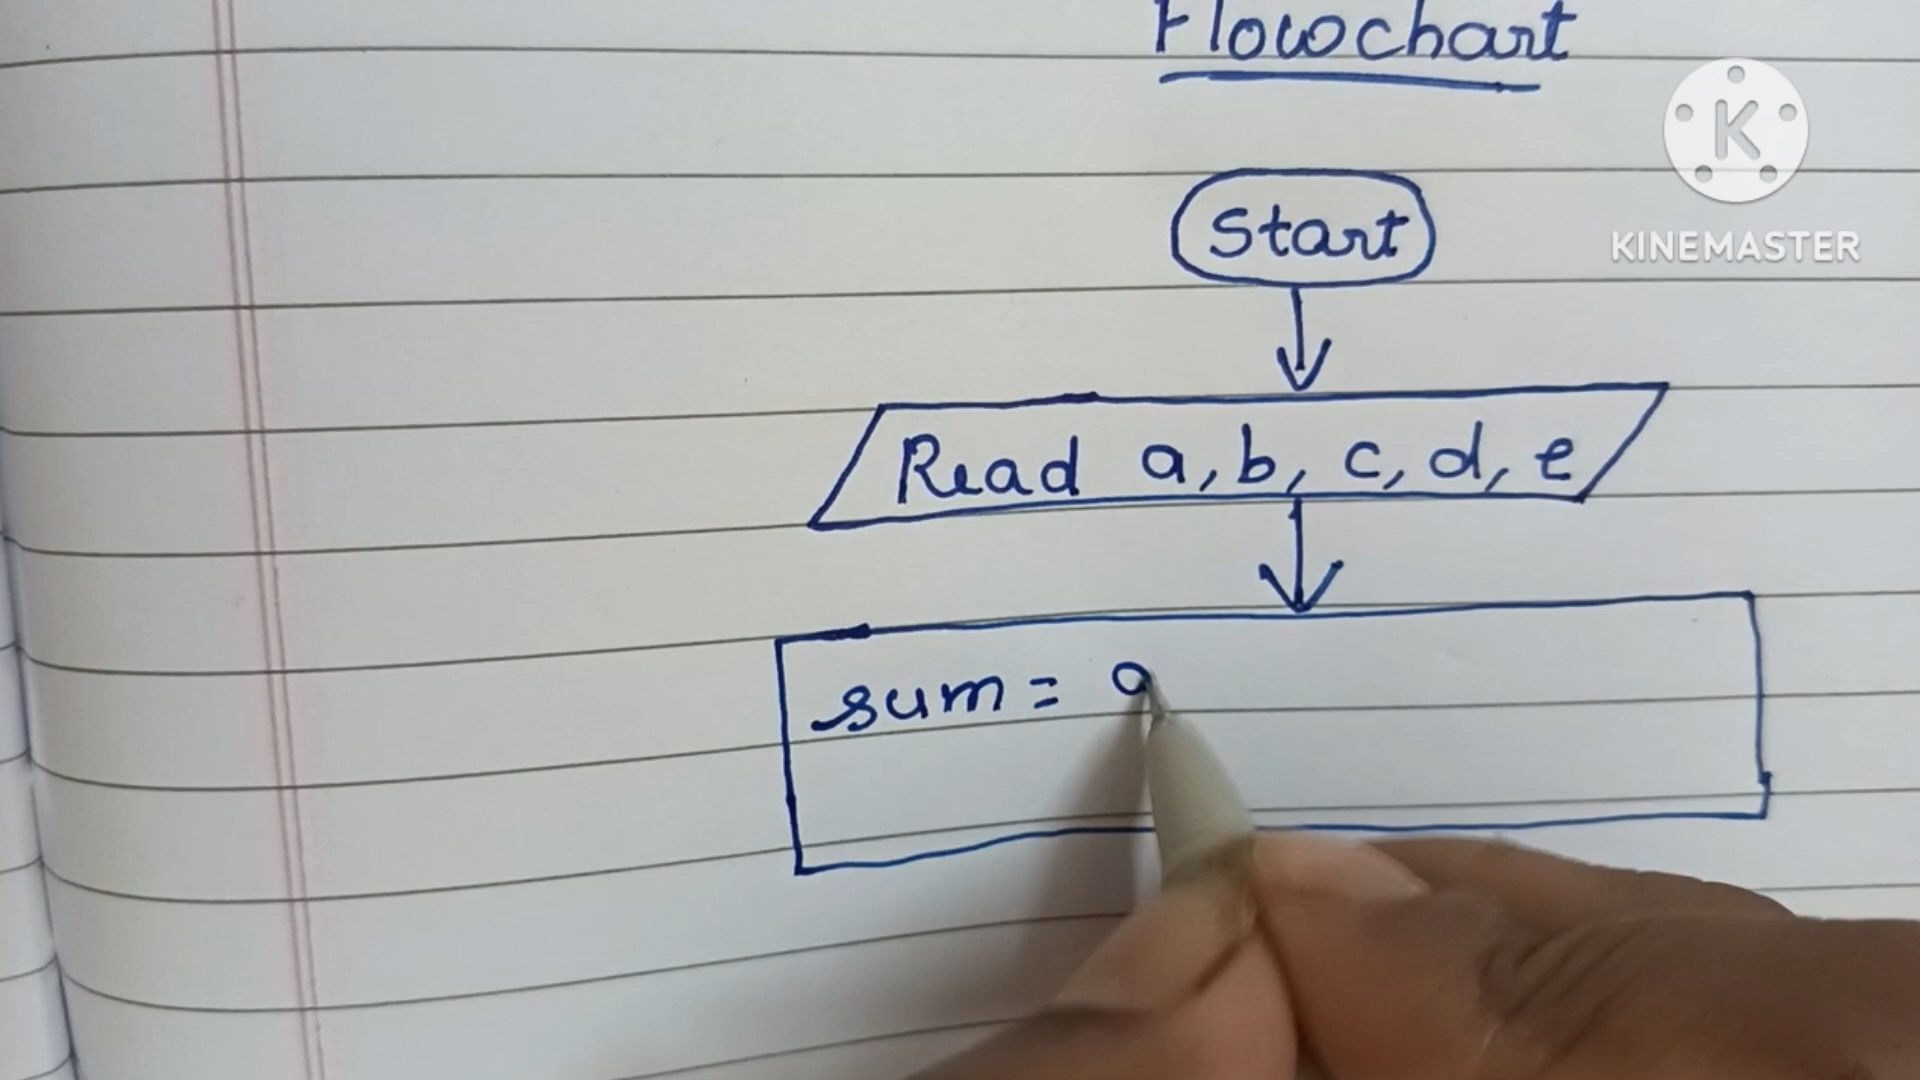 Flowchart
K
KINEMASTER
Start
Read a, b, c, d, e
sum = a